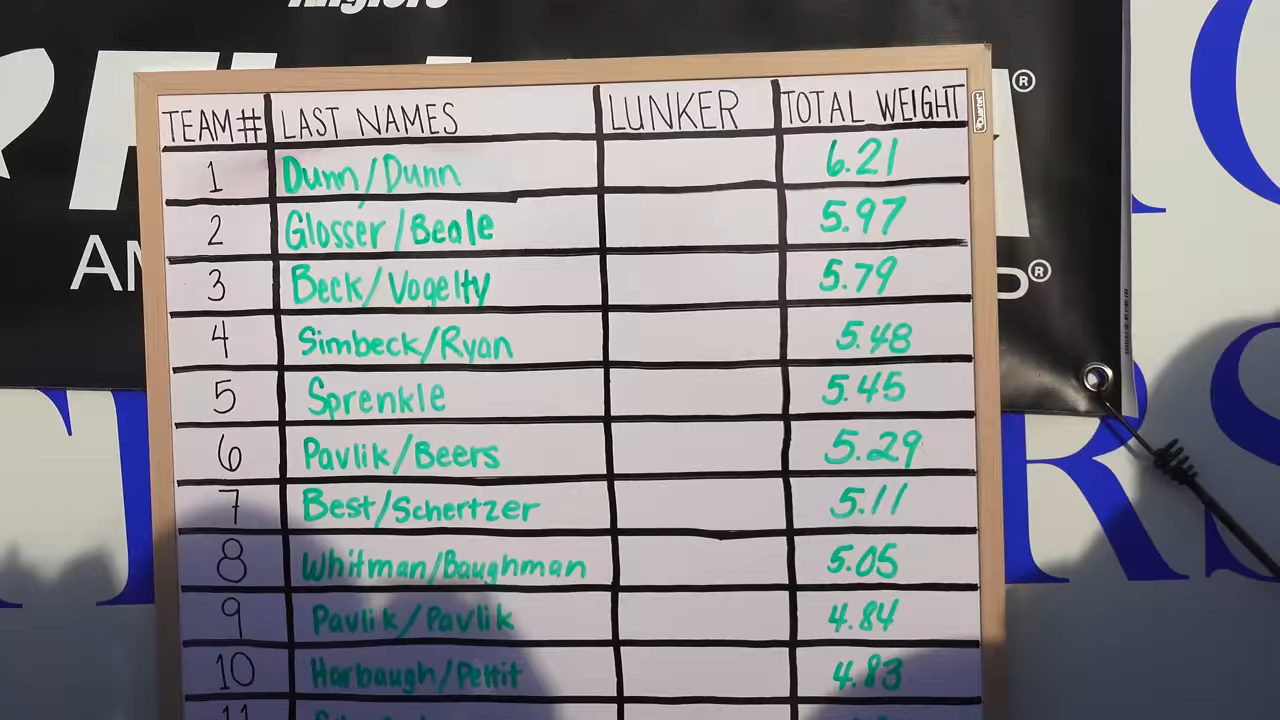 Anglers
TEAM# LAST NAMES LUNKER TOTAL WEIGHT
Quartet
1 Dunn/Dunn 6.21
2 Glosser/Beale 5.97
3 Beck/Vogelty 5.79
4 Simbeck/Ryan 5.48
5 Sprenkle 5.45
6 Pavlik/Beers 5.29
7 Best/Schertzer 5.11
8 Whitman/Baughman 5.05
9 Pavlik/Pavlik 4.84
10 Harbaugh/Pettit 4.83
11